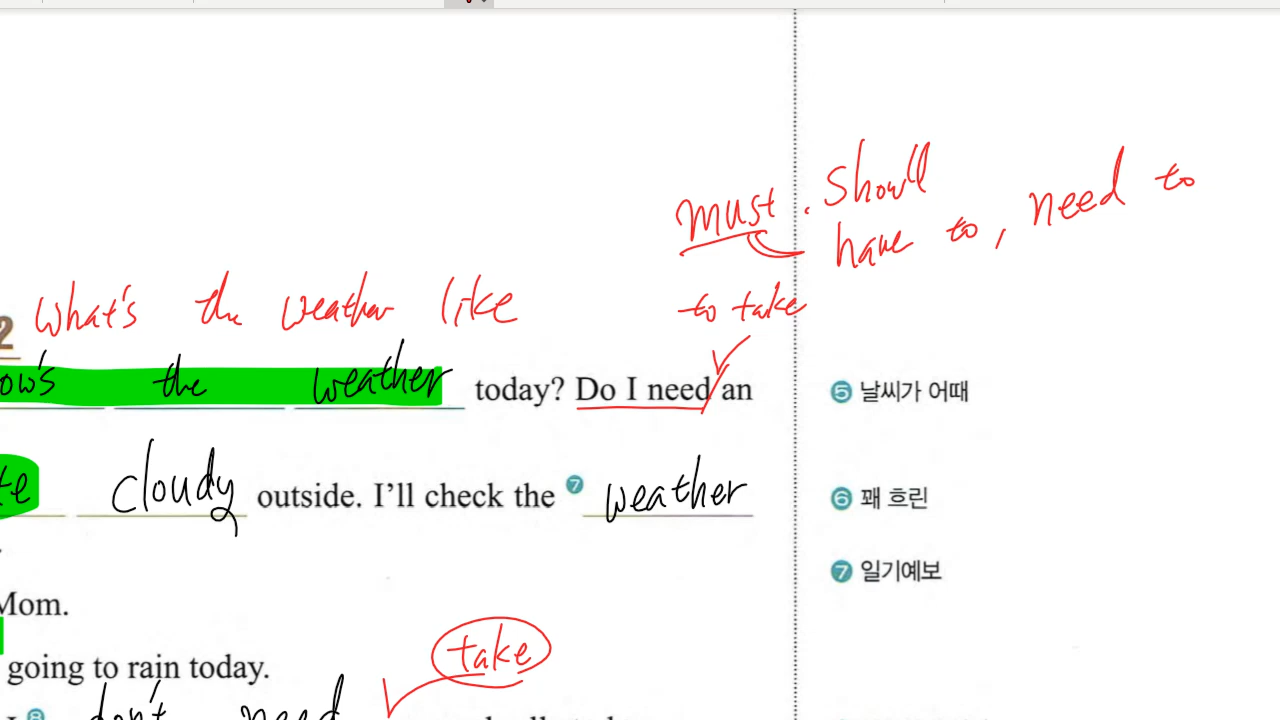 must . Should
have to, need to
What's the weather like
to take
2
ow's the weather today? Do I need an
⑤ 날씨가 어때
te cloudy outside. I'll check the ⑦ weather
⑥ 꽤 흐린
⑦ 일기예보
Mom.
take
going to rain today.
⑧ don't need